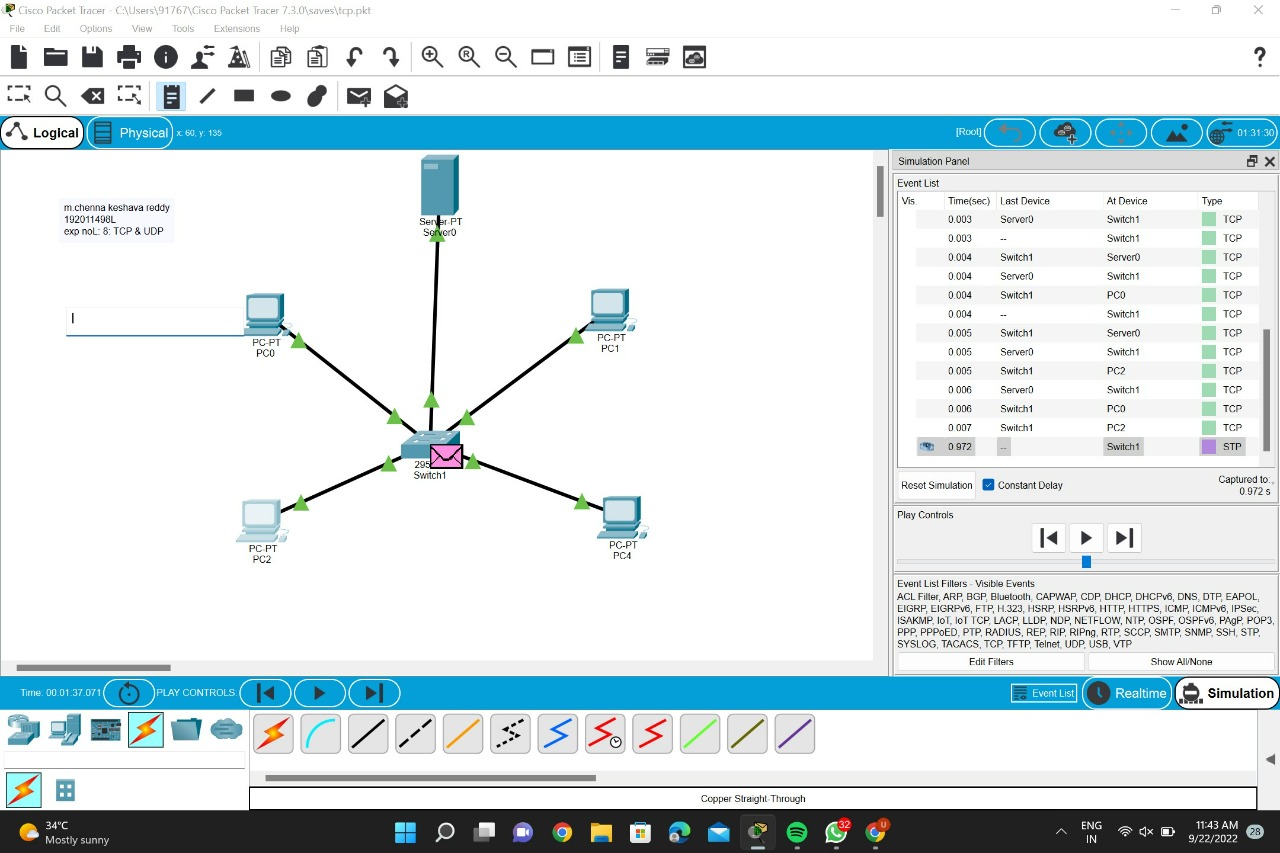 Cisco Packet Tracer - C:\Users\91767\Cisco Packet Tracer 7.3.0\saves\tcp.pkt
File Edit Options View Tools Extensions Help
?
Logical Physical x: 60, y: 135 [Root] 01:31:30
m.chenna keshava reddy
192011498L
exp noL: 8: TCP & UDP
Server-PT
Server0
PC-PT
PC0
PC-PT
PC1
295
Switch1
PC-PT
PC2
PC-PT
PC4
Simulation Panel
Event List
Vis. Time(sec) Last Device At Device Type
0.003 Server0 Switch1 TCP
0.003 -- Switch1 TCP
0.004 Switch1 Server0 TCP
0.004 Server0 Switch1 TCP
0.004 Switch1 PC0 TCP
0.004 -- Switch1 TCP
0.005 Switch1 Server0 TCP
0.005 Server0 Switch1 TCP
0.005 Switch1 PC2 TCP
0.006 Server0 Switch1 TCP
0.006 Switch1 PC0 TCP
0.007 Switch1 PC2 TCP
0.972 -- Switch1 STP
Reset Simulation Constant Delay Captured to:
0.972 s
Play Controls
Event List Filters - Visible Events
ACL Filter, ARP, BGP, Bluetooth, CAPWAP, CDP, DHCP, DHCPv6, DNS, DTP, EAPOL,
EIGRP, EIGRPv6, FTP, H.323, HSRP, HSRPv6, HTTP, HTTPS, ICMP, ICMPv6, IPSec,
ISAKMP, IoT, IoT TCP, LACP, LLDP, NDP, NETFLOW, NTP, OSPF, OSPFv6, PAgP, POP3,
PPP, PPPoED, PTP, RADIUS, REP, RIP, RIPng, RTP, SCCP, SMTP, SNMP, SSH, STP,
SYSLOG, TACACS, TCP, TFTP, Telnet, UDP, USB, VTP
Edit Filters Show All/None
Time: 00:01:37.071 PLAY CONTROLS: Event List Realtime Simulation
Copper Straight-Through
34°C
Mostly sunny
32
U
ENG
IN
11:43 AM
9/22/2022
28